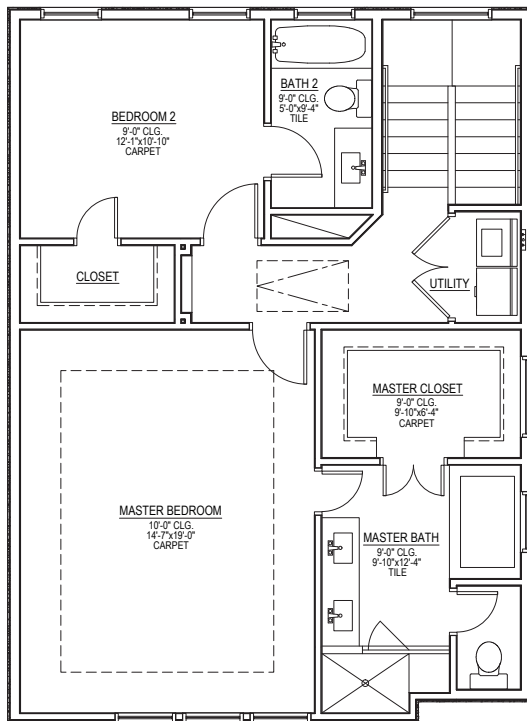 BATH 2
9'-0" CLG.
5'-0"x9'-4"
TILE
BEDROOM 2
9'-0" CLG.
12'-1"x10'-10"
CARPET
CLOSET
UTILITY
MASTER CLOSET
9'-0" CLG.
9'-10"x6'-4"
CARPET
MASTER BEDROOM
10'-0" CLG.
14'-7"x19'-0"
CARPET
MASTER BATH
9'-0" CLG.
9'-10"x12'-4"
TILE